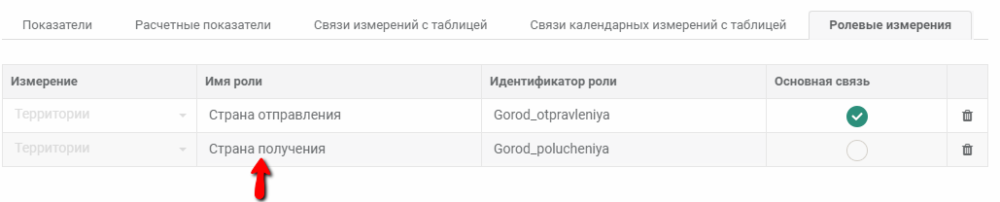 Показатели Расчетные показатели Связи измерений с таблицей Связи календарных измерений с таблицей Ролевые измерения
Измерение Имя роли Идентификатор роли Основная связь
Территории Страна отправления Gorod_otpravleniya
Территории Страна получения Gorod_polucheniya